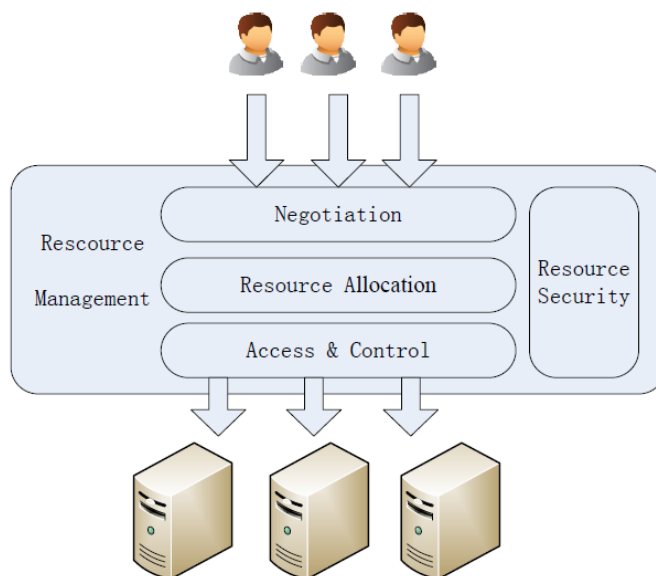 Negotiation
Rescource
Management
Resource Allocation
Resource
Security
Access & Control